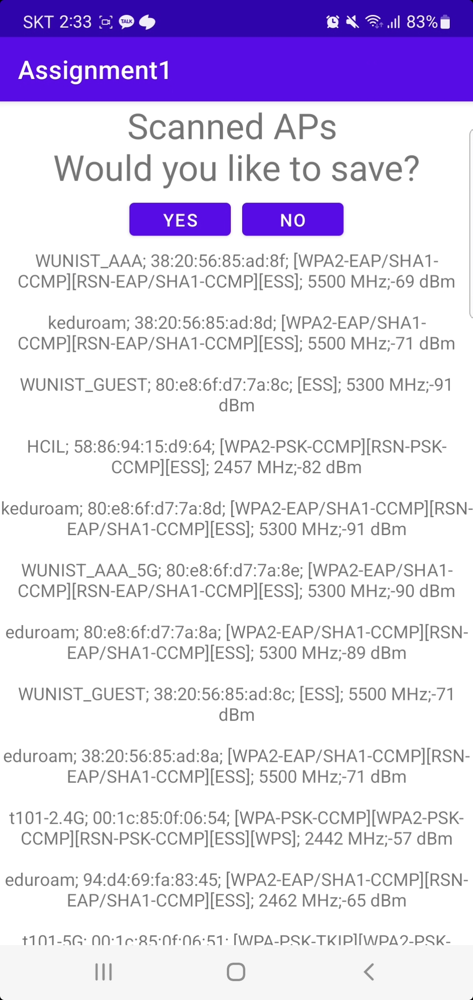 SKT 2:33 TALK 83%
Assignment1
Scanned APs
Would you like to save?
YES NO
WUNIST_AAA; 38:20:56:85:ad:8f; [WPA2-EAP/SHA1-
CCMP][RSN-EAP/SHA1-CCMP][ESS]; 5500 MHz;-69 dBm
keduroam; 38:20:56:85:ad:8d; [WPA2-EAP/SHA1-
CCMP][RSN-EAP/SHA1-CCMP][ESS]; 5500 MHz;-71 dBm
WUNIST_GUEST; 80:e8:6f:d7:7a:8c; [ESS]; 5300 MHz;-91
dBm
HCIL; 58:86:94:15:d9:64; [WPA2-PSK-CCMP][RSN-PSK-
CCMP][ESS]; 2457 MHz;-82 dBm
keduroam; 80:e8:6f:d7:7a:8d; [WPA2-EAP/SHA1-CCMP][RSN-
EAP/SHA1-CCMP][ESS]; 5300 MHz;-91 dBm
WUNIST_AAA_5G; 80:e8:6f:d7:7a:8e; [WPA2-EAP/SHA1-
CCMP][RSN-EAP/SHA1-CCMP][ESS]; 5300 MHz;-90 dBm
eduroam; 80:e8:6f:d7:7a:8a; [WPA2-EAP/SHA1-CCMP][RSN-
EAP/SHA1-CCMP][ESS]; 5300 MHz;-89 dBm
WUNIST_GUEST; 38:20:56:85:ad:8c; [ESS]; 5500 MHz;-71
dBm
eduroam; 38:20:56:85:ad:8a; [WPA2-EAP/SHA1-CCMP][RSN-
EAP/SHA1-CCMP][ESS]; 5500 MHz;-71 dBm
t101-2.4G; 00:1c:85:0f:06:54; [WPA-PSK-CCMP][WPA2-PSK-
CCMP][RSN-PSK-CCMP][ESS][WPS]; 2442 MHz;-57 dBm
eduroam; 94:d4:69:fa:83:45; [WPA2-EAP/SHA1-CCMP][RSN-
EAP/SHA1-CCMP][ESS]; 2462 MHz;-65 dBm
t101-5G; 00:1c:85:0f:06:51; [WPA-PSK-TKIP][WPA2-PSK-